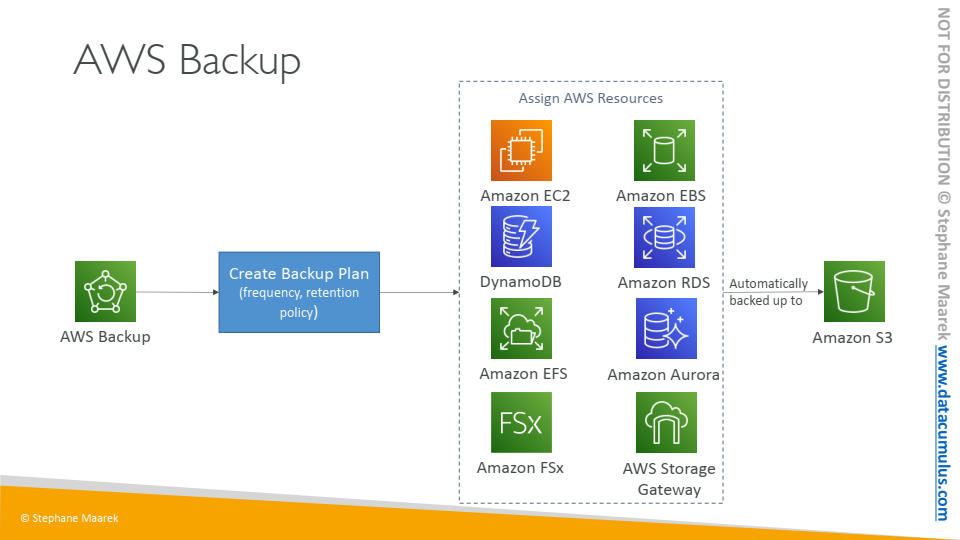 AWS Backup
Assign AWS Resources
Amazon EC2
Amazon EBS
DynamoDB
Amazon RDS
Amazon EFS
Amazon Aurora
FSx
Amazon FSx
AWS Storage
Gateway
AWS Backup
Create Backup Plan
(frequency, retention
policy)
Automatically
backed up to
Amazon S3
© Stephane Maarek
NOT FOR DISTRIBUTION © Stephane Maarek www.datacumulus.com